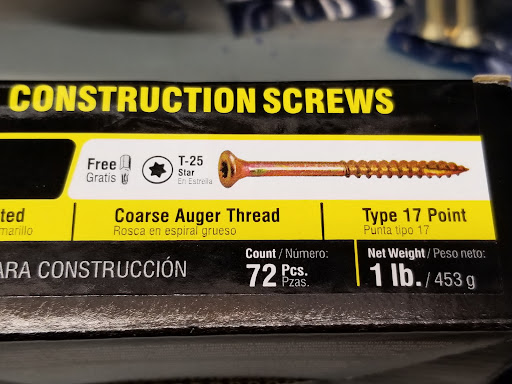 CONSTRUCTION SCREWS
Free
Gratis
T-25
Star
En Estrella
ted
marillo
Coarse Auger Thread
Rosca en espiral grueso
Type 17 Point
Punta tipo 17
ARA CONSTRUCCIÓN
Count / Número:
72 Pcs.
Pzas.
Net Weight / Peso neto:
1 lb. / 453 g